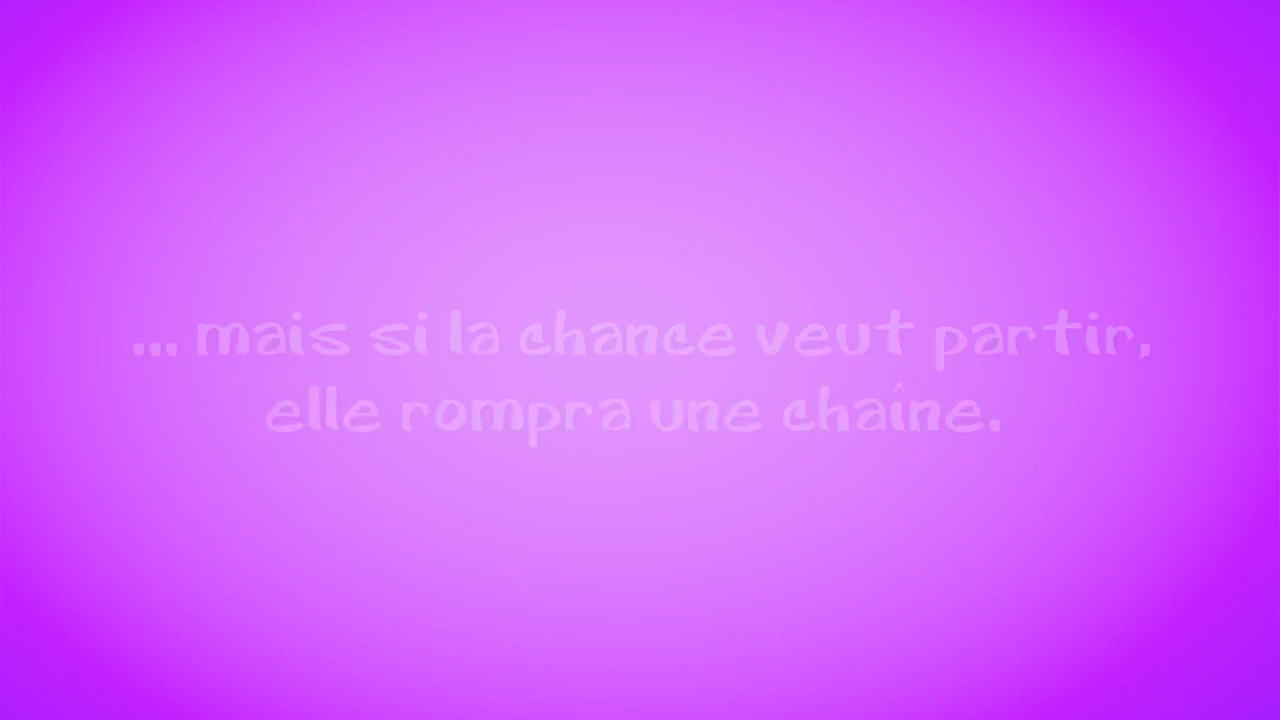 ... mais si la chance veut partir,
elle rompra une chaîne.